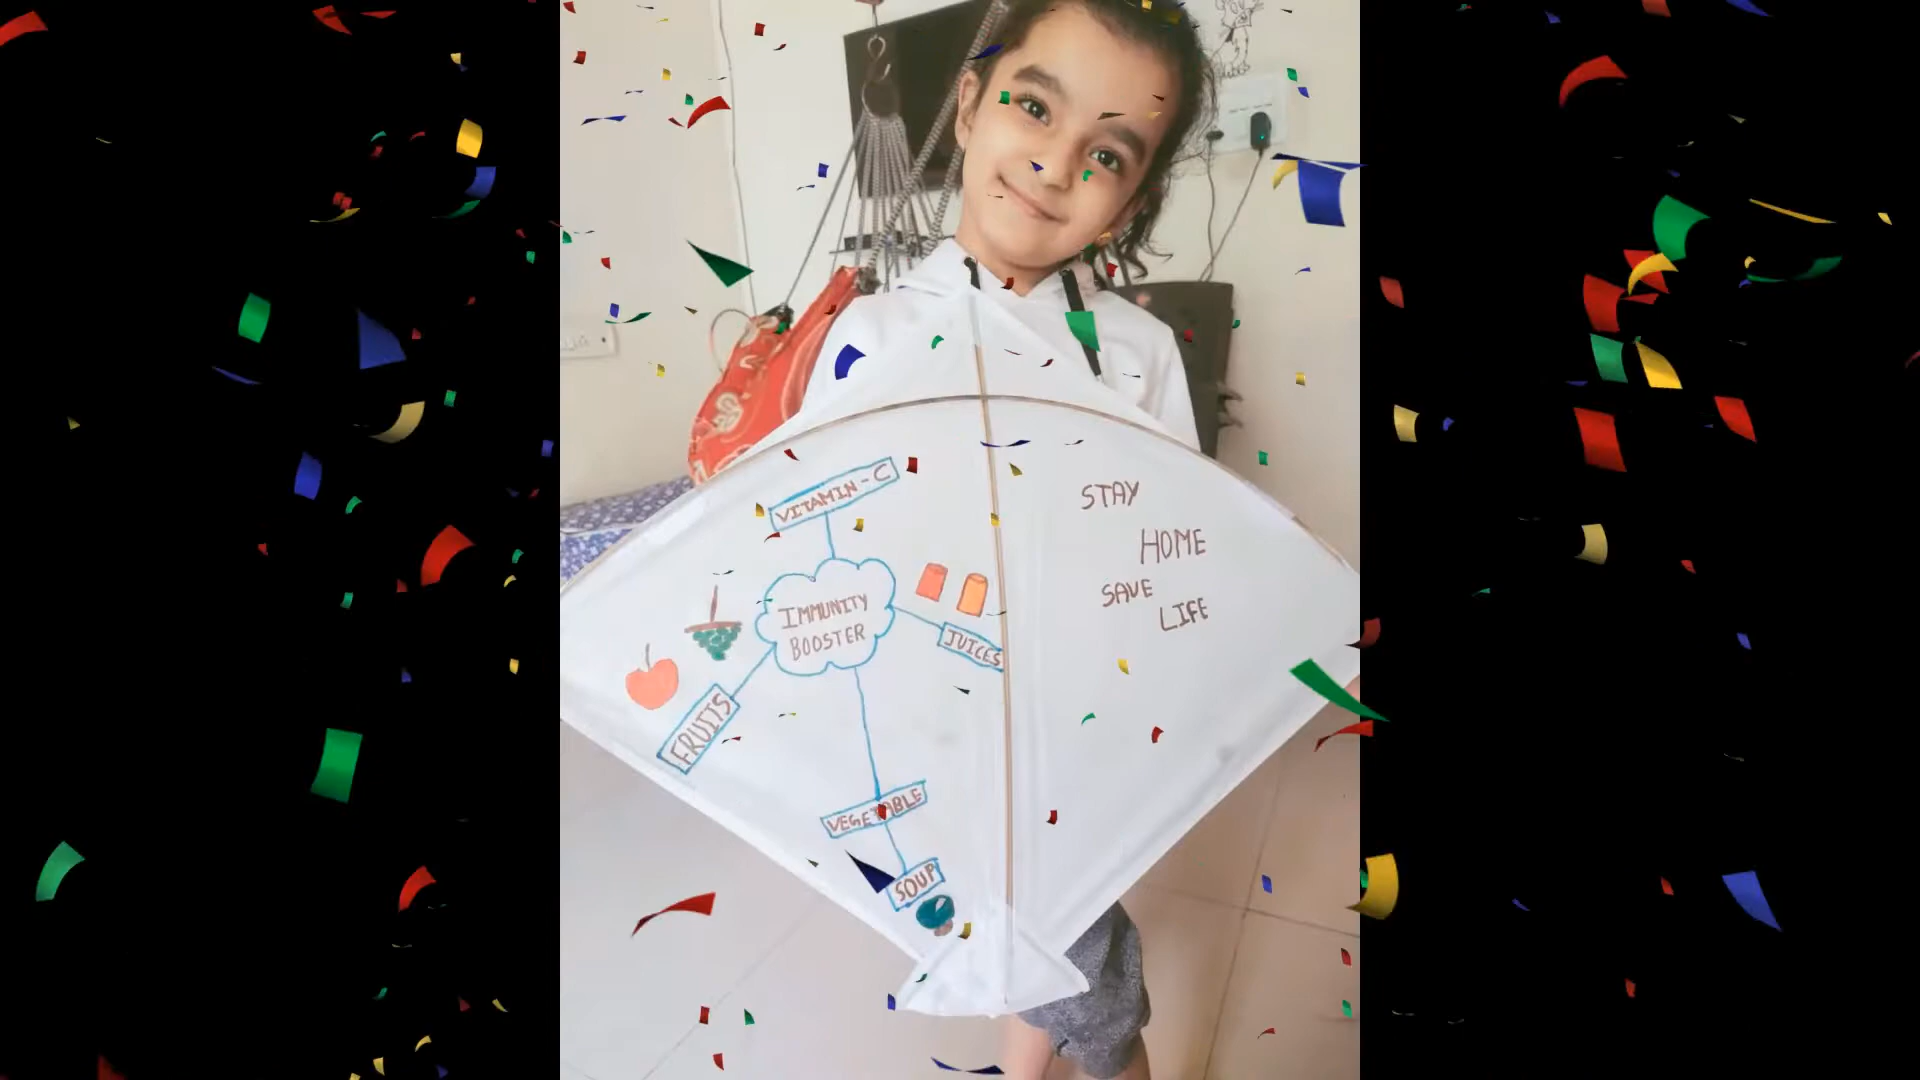 VITAMIN-C
IMMUNITY
BOOSTER
JUICES
FRUITS
VEGETABLE
SOUP
STAY
HOME
SAVE
LIFE